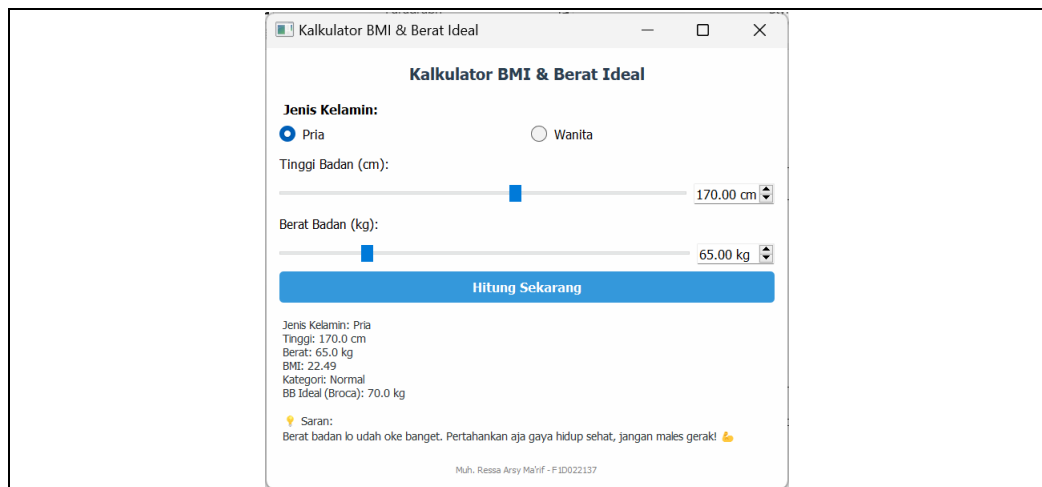 Kalkulator BMI & Berat Ideal
Kalkulator BMI & Berat Ideal
Jenis Kelamin:
Pria Wanita
Tinggi Badan (cm):
170.00 cm
Berat Badan (kg):
65.00 kg
Hitung Sekarang
Jenis Kelamin: Pria
Tinggi: 170.0 cm
Berat: 65.0 kg
BMI: 22.49
Kategori: Normal
BB Ideal (Broca): 70.0 kg
💡 Saran:
Berat badan lo udah oke banget. Pertahankan aja gaya hidup sehat, jangan males gerak! 💪
Muh. Ressa Arsy Ma'rif - F1D022137